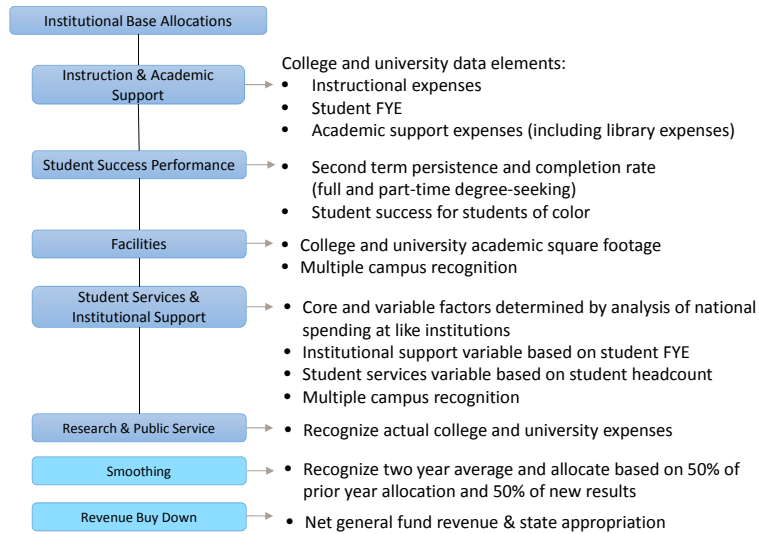 Institutional Base Allocations
College and university data elements:
Instruction & Academic
Support
• Instructional expenses
• Student FYE
• Academic support expenses (including library expenses)
Student Success Performance
• Second term persistence and completion rate
(full and part-time degree-seeking)
• Student success for students of color
Facilities
• College and university academic square footage
• Multiple campus recognition
Student Services &
Institutional Support
• Core and variable factors determined by analysis of national
spending at like institutions
• Institutional support variable based on student FYE
• Student services variable based on student headcount
• Multiple campus recognition
Research & Public Service
• Recognize actual college and university expenses
Smoothing
• Recognize two year average and allocate based on 50% of
prior year allocation and 50% of new results
Revenue Buy Down
• Net general fund revenue & state appropriation